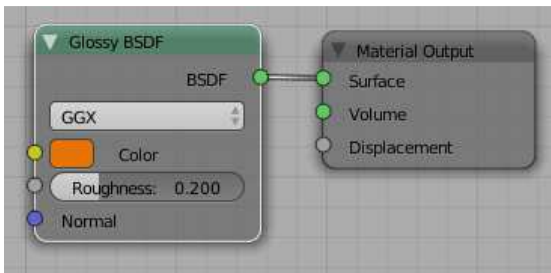 Glossy BSDF
BSDF
GGX
Color
Roughness: 0.200
Normal
Material Output
Surface
Volume
Displacement